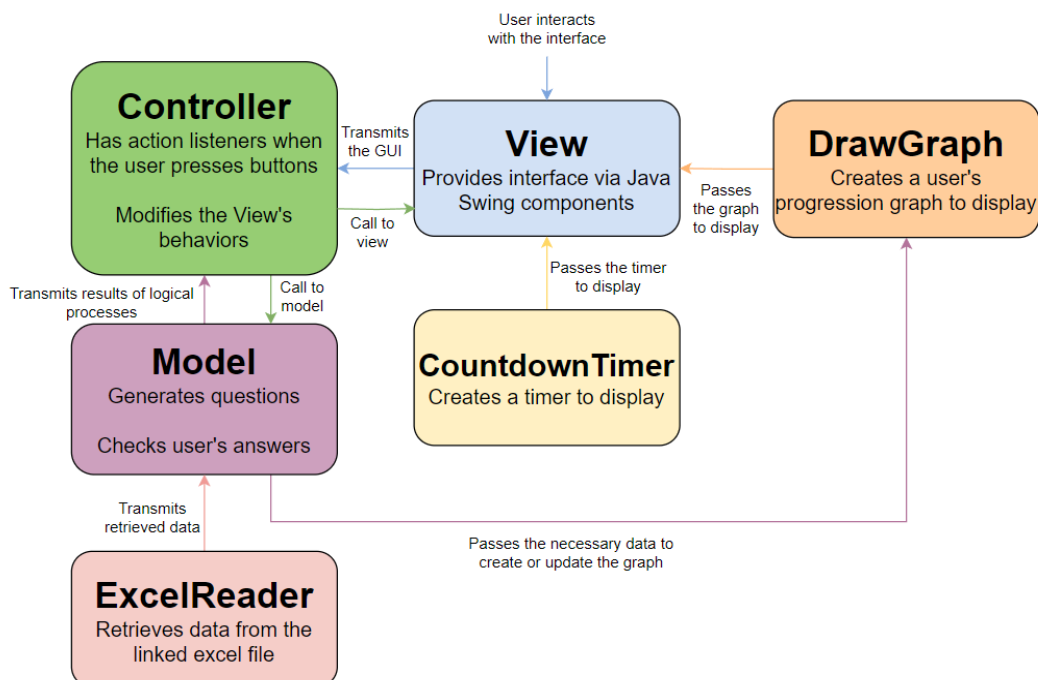 User interacts
with the interface
Controller
Has action listeners when
the user presses buttons
Modifies the View's
behaviors
Transmits
the GUI
Call to
view
View
Provides interface via Java
Swing components
Passes
the graph
to display
DrawGraph
Creates a user's
progression graph to display
Transmits results of logical
processes
Call to
model
Passes the timer
to display
Model
Generates questions
Checks user's answers
CountdownTimer
Creates a timer to display
Transmits
retrieved data
Passes the necessary data to
create or update the graph
ExcelReader
Retrieves data from the
linked excel file